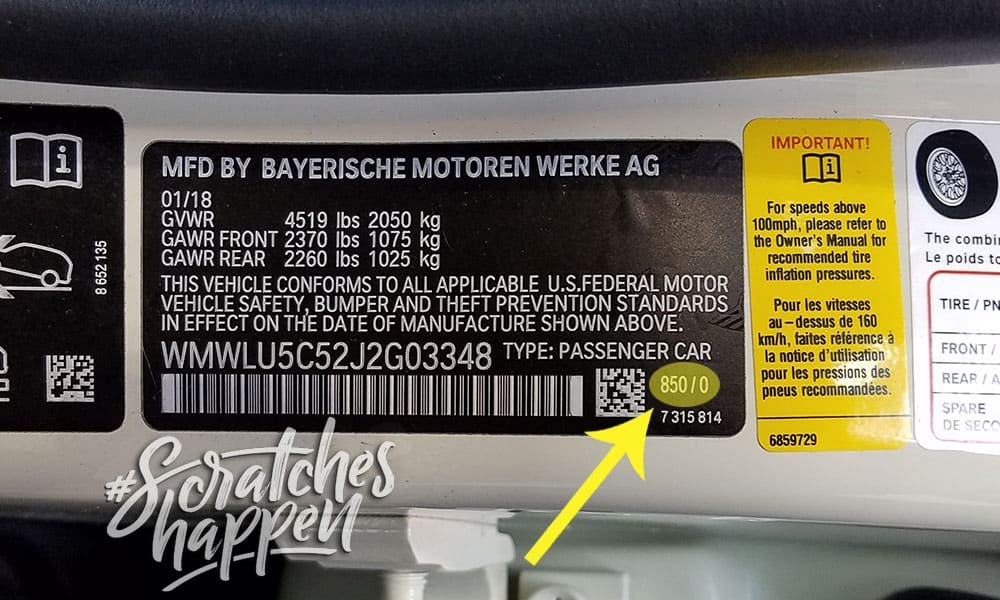 8 652 135
MFD BY BAYERISCHE MOTOREN WERKE AG
01/18
GVWR 4519 lbs 2050 kg
GAWR FRONT 2370 lbs 1075 kg
GAWR REAR 2260 lbs 1025 kg
THIS VEHICLE CONFORMS TO ALL APPLICABLE U.S.FEDERAL MOTOR
VEHICLE SAFETY, BUMPER AND THEFT PREVENTION STANDARDS
IN EFFECT ON THE DATE OF MANUFACTURE SHOWN ABOVE.
WMWLU5C52J2G03348 TYPE: PASSENGER CAR
850 / 0
7 315 814
IMPORTANT!
For speeds above
100mph, please refer to
the Owner's Manual for
recommended tire
inflation pressures.
Pour les vitesses
au-dessus de 160
km/h, faites référence à
la notice d'utilisation
pour les pressions des
pneus recommandées.
6859729
The combi
Le poids to
TIRE / PN
FRONT /
REAR / A
SPARE
DE SECO
#Scratches
happen